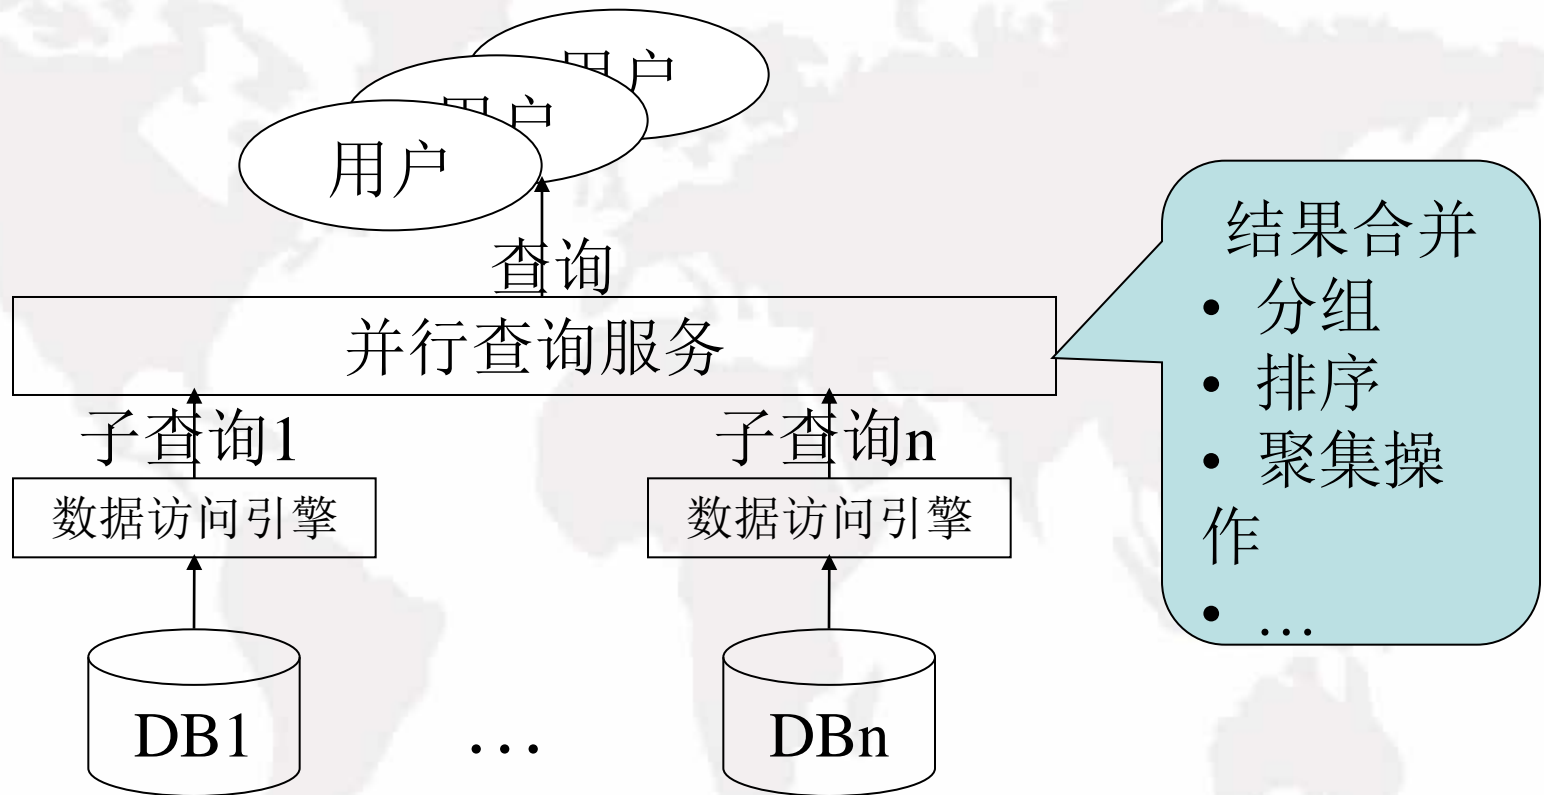 用户
用户
用户
查询
并行查询服务
结果合并
• 分组
• 排序
• 聚集操
作
• …
子查询1
子查询n
数据访问引擎
数据访问引擎
DB1
…
DBn